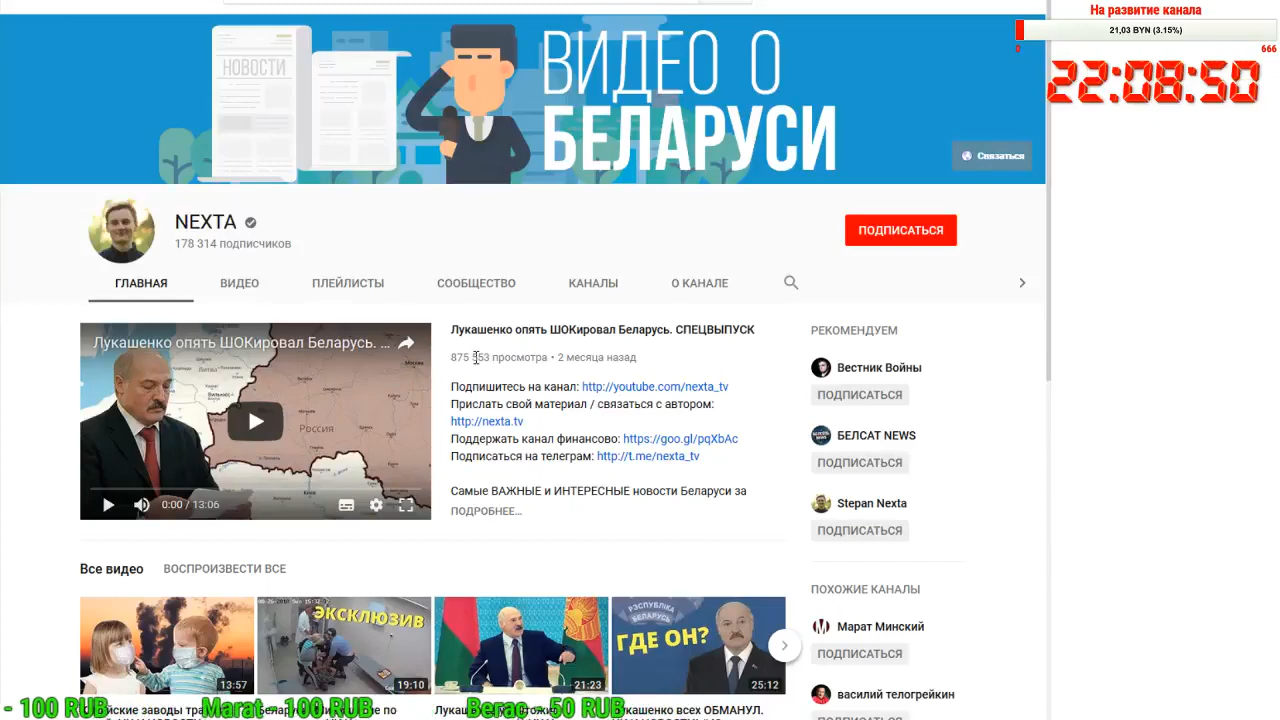 НОВОСТИ
ВИДЕО О
БЕЛАРУСИ
Связаться
На развитие канала
21,03 BYN (3.15%)
0
666
22:08:50
NEXTA
178 314 подписчиков
ПОДПИСАТЬСЯ
ГЛАВНАЯ
ВИДЕО
ПЛЕЙЛИСТЫ
СООБЩЕСТВО
КАНАЛЫ
О КАНАЛЕ
Лукашенко опять ШОКировал Беларусь. ...
Россия
0:00 / 13:06
Лукашенко опять ШОКировал Беларусь. СПЕЦВЫПУСК
875 553 просмотра • 2 месяца назад
Подпишитесь на канал: http://youtube.com/nexta_tv
Прислать свой материал / связаться с автором:
http://nexta.tv
Поддержать канал финансово: https://goo.gl/pqXbAc
Подписаться на телеграм: http://t.me/nexta_tv
Самые ВАЖНЫЕ и ИНТЕРЕСНЫЕ новости Беларуси за
ПОДРОБНЕЕ...
РЕКОМЕНДУЕМ
Вестник Войны
ПОДПИСАТЬСЯ
БЕЛСАТ NEWS
ПОДПИСАТЬСЯ
Stepan Nexta
ПОДПИСАТЬСЯ
ПОХОЖИЕ КАНАЛЫ
Марат Минский
ПОДПИСАТЬСЯ
василий телогрейкин
Все видео
ВОСПРОИЗВЕСТИ ВСЕ
13:57
ЭКСКЛЮЗИВ
19:10
21:23
РЭСПУБЛІКА
БЕЛАРУСЬ
ГДЕ ОН?
25:12
- 100 RUB
Marat - 100 RUB
Berag - 50 RUB
всех ОБМАНУЛ.